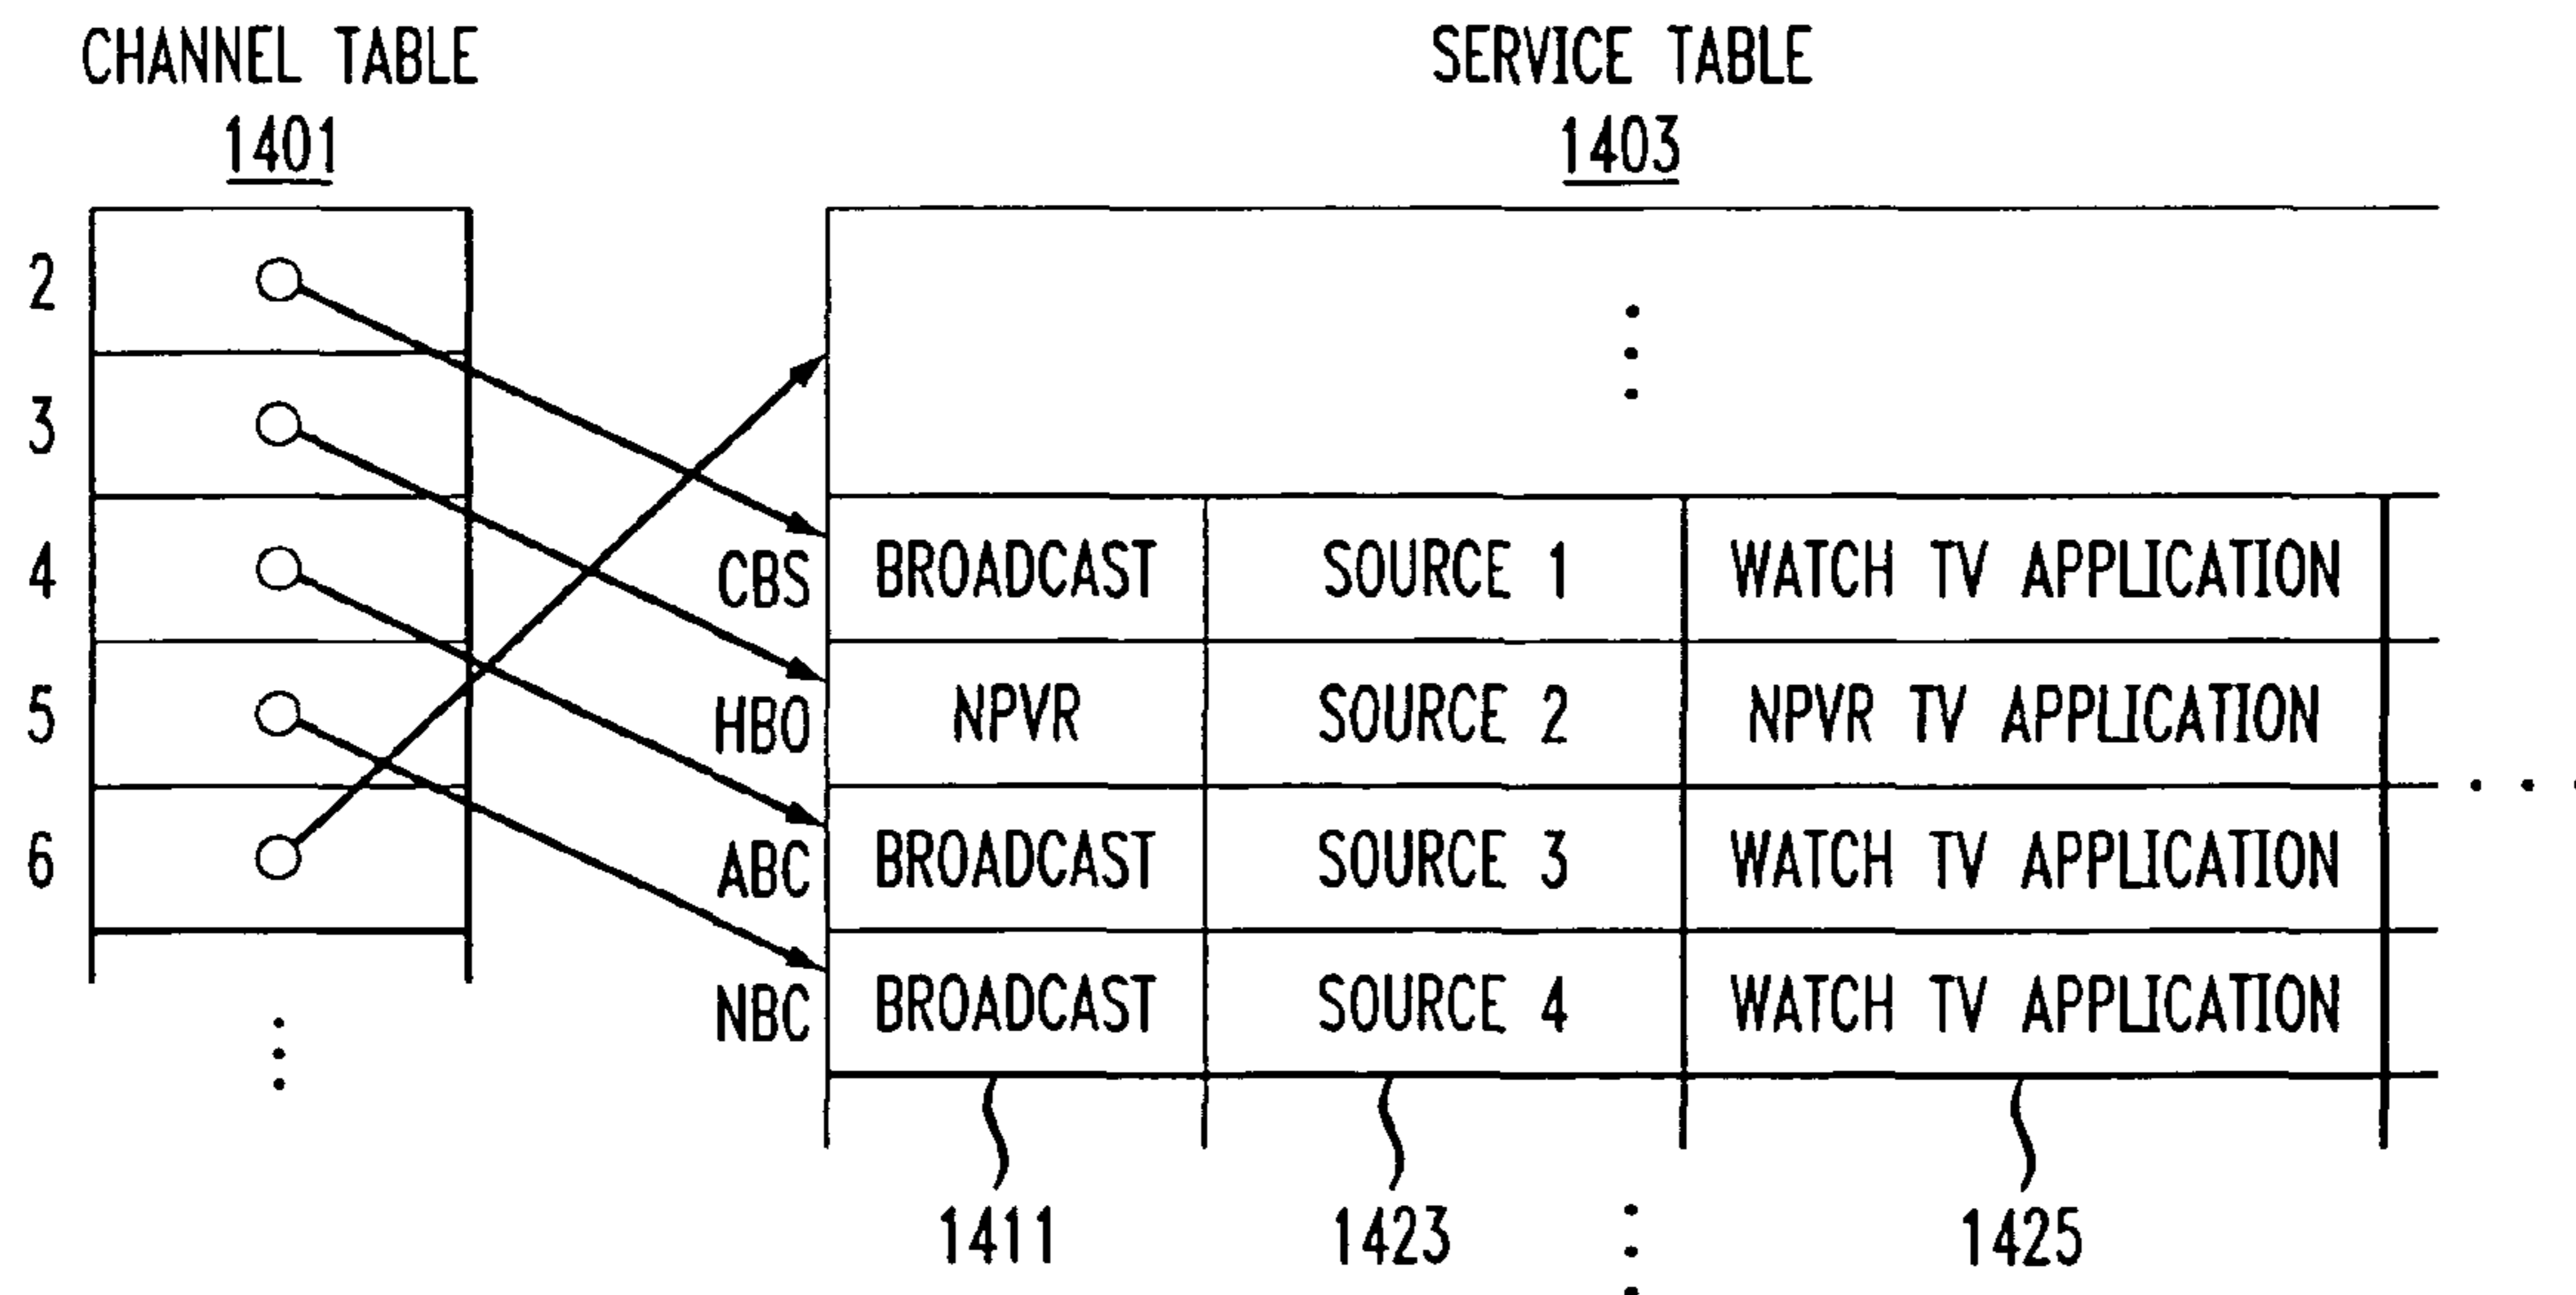 CHANNEL TABLE
1401
SERVICE TABLE
1403
2
3
4
5
6
CBS BROADCAST SOURCE 1 WATCH TV APPLICATION
HBO NPVR SOURCE 2 NPVR TV APPLICATION
ABC BROADCAST SOURCE 3 WATCH TV APPLICATION
NBC BROADCAST SOURCE 4 WATCH TV APPLICATION
1411 1423 1425